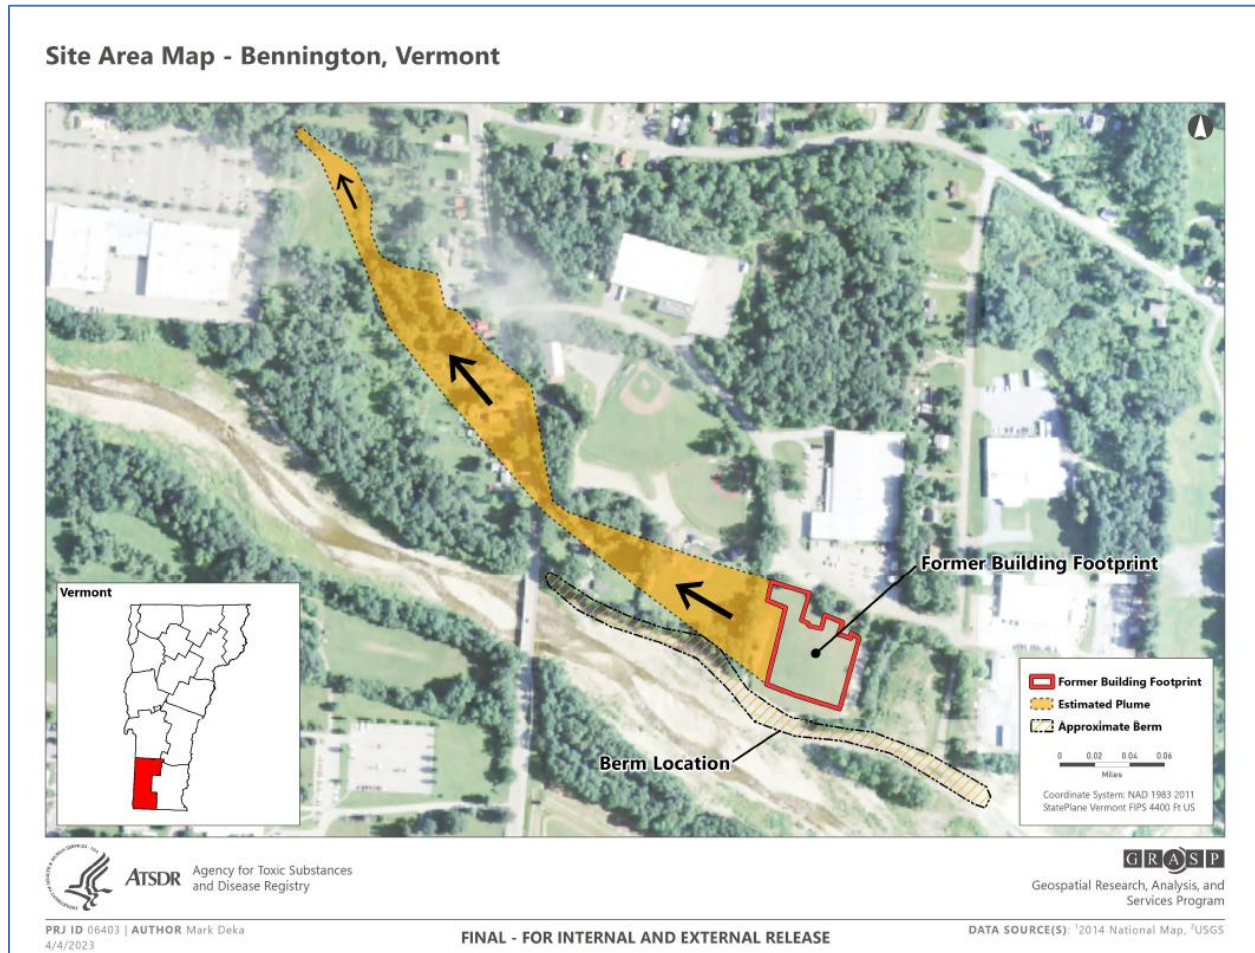 Site Area Map - Bennington, Vermont
Former Building Footprint
Berm Location
Vermont
Former Building Footprint
Estimated Plume
Approximate Berm
0 0.02 0.04 0.06
Miles
Coordinate System: NAD 1983 2011
StatePlane Vermont FIPS 4400 Ft US
ATSDR
Agency for Toxic Substances
and Disease Registry
GRASP
Geospatial Research, Analysis, and
Services Program
PRJ ID 06403 | AUTHOR Mark Deka
4/4/2023
FINAL - FOR INTERNAL AND EXTERNAL RELEASE
DATA SOURCE(S): ¹2014 National Map, ²USGS